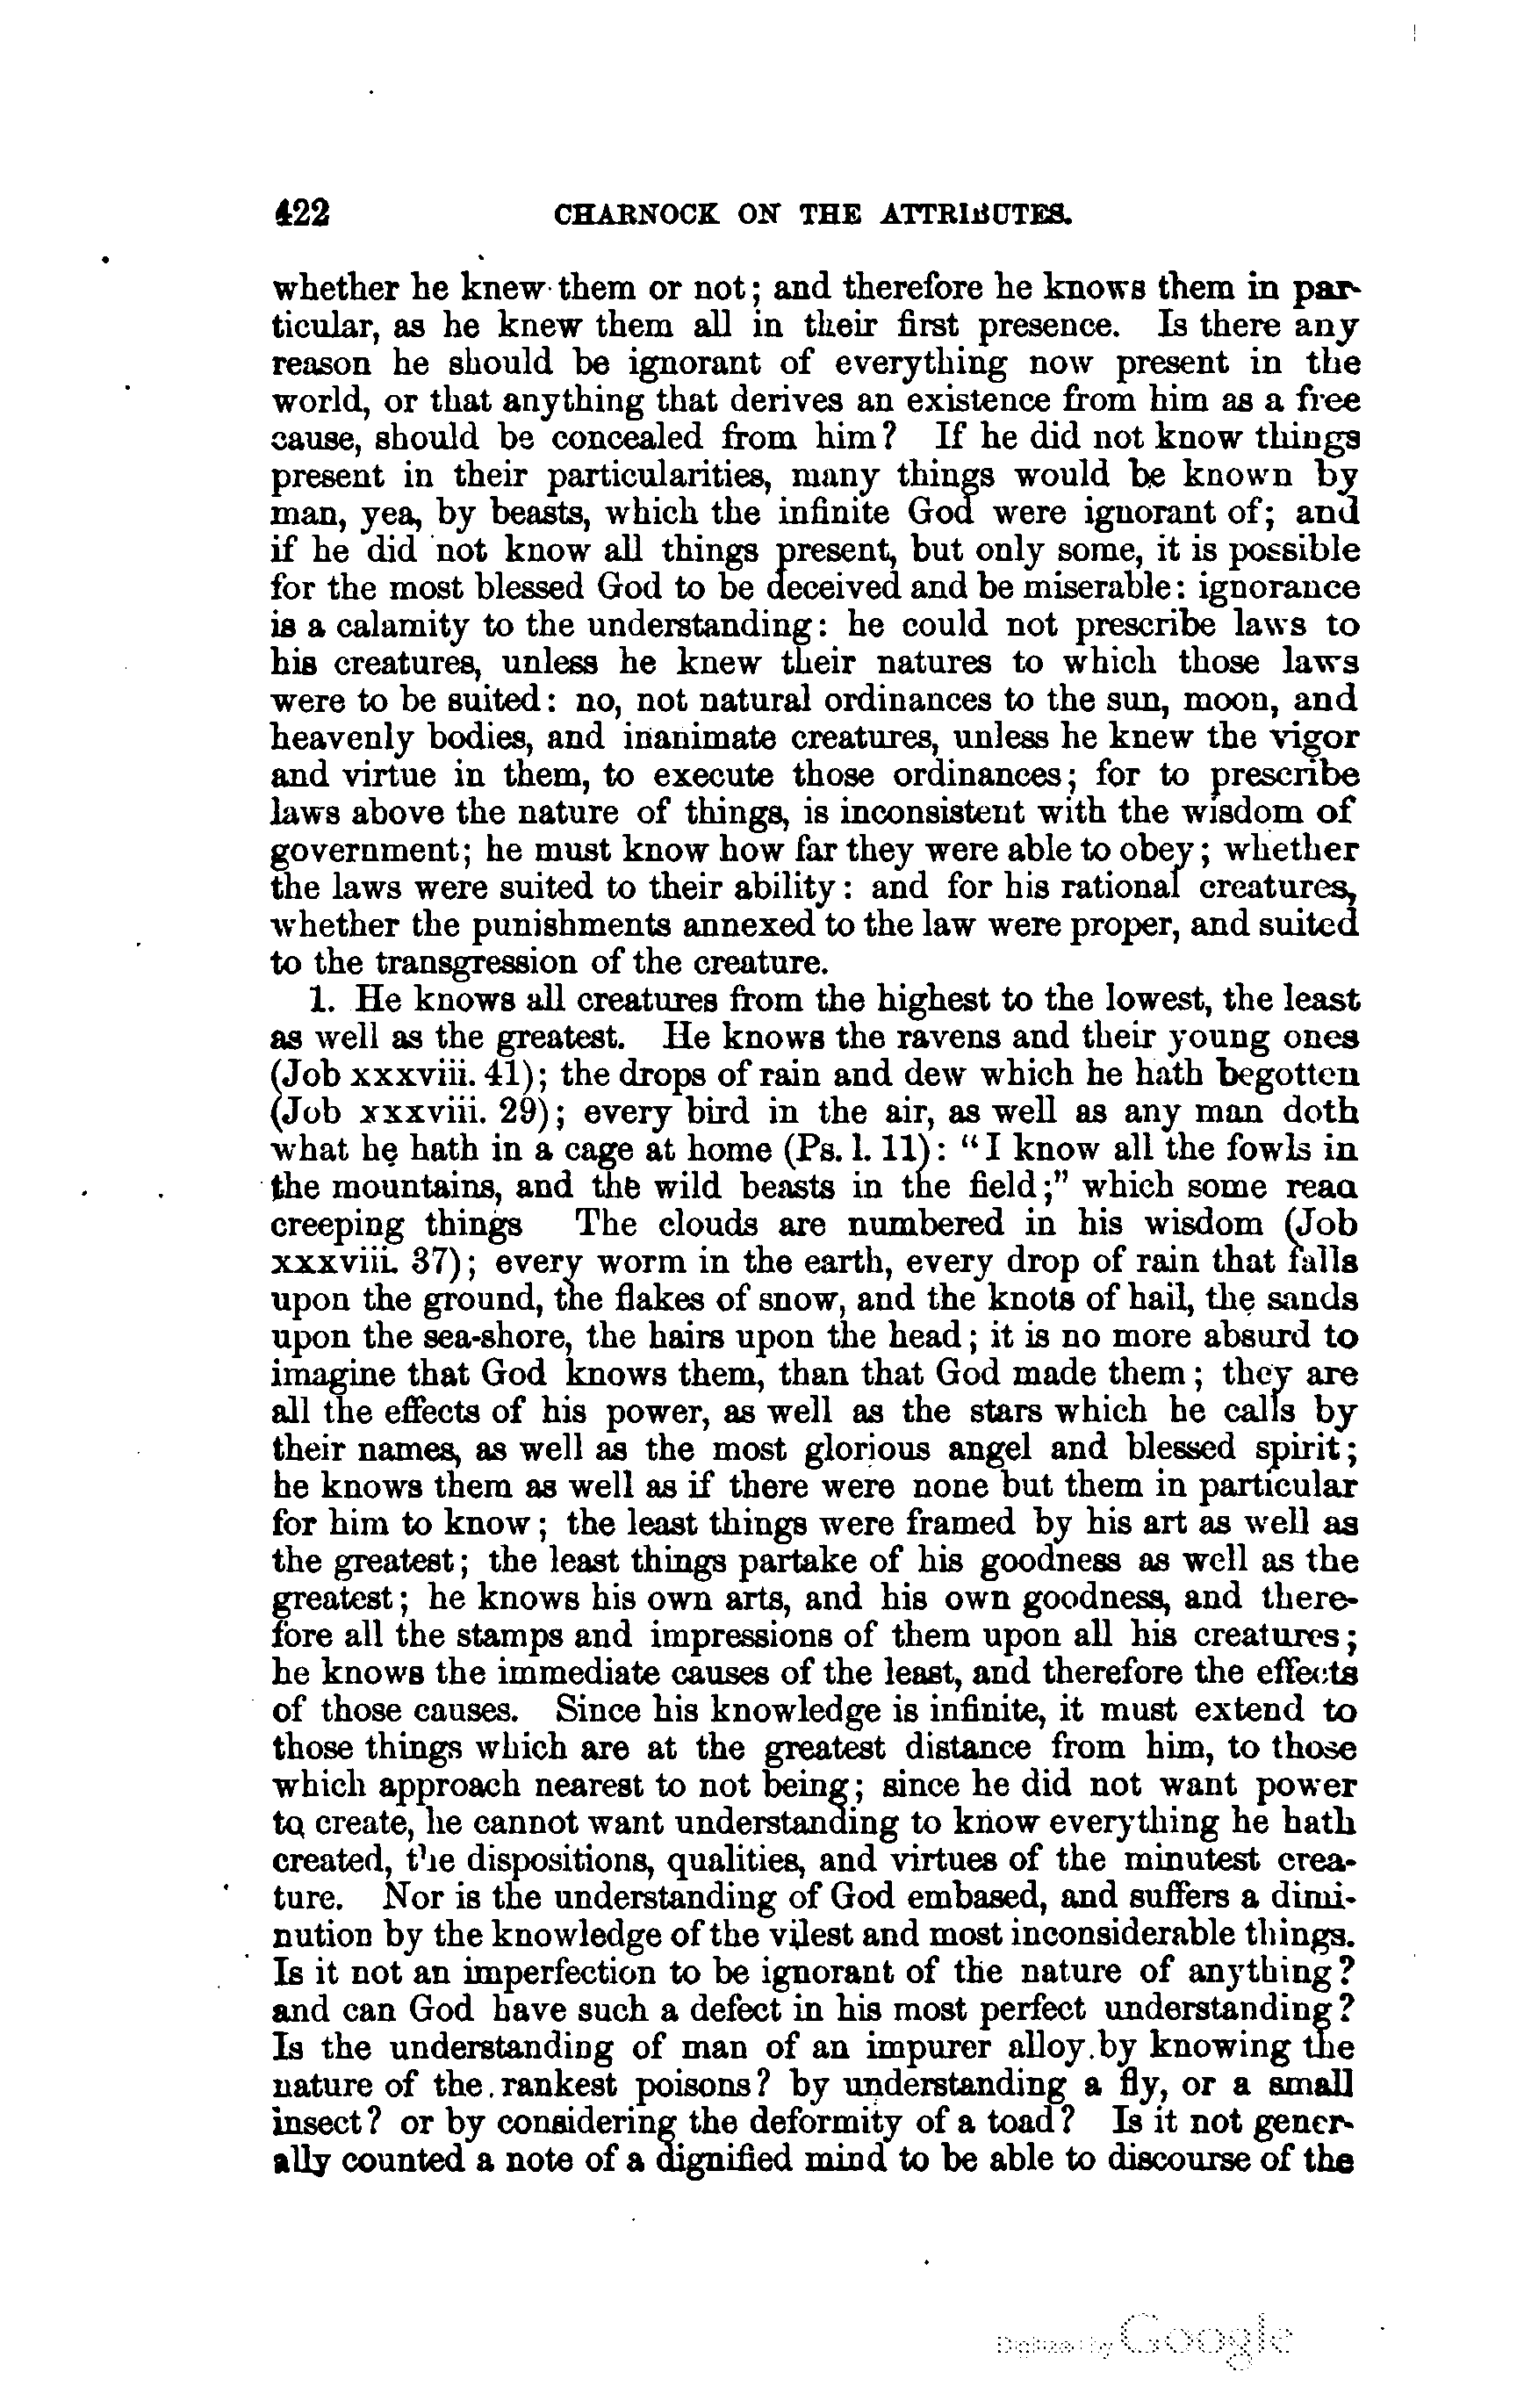 422 CHARNOCK ON THE ATTRIBUTES.
whether he knew them or not; and therefore he knows them in par-
ticular, as he knew them all in their first presence. Is there any
reason he should be ignorant of everything now present in the
world, or that anything that derives an existence from him as a free
cause, should be concealed from him? If he did not know things
present in their particularities, many things would be known by
man, yea, by beasts, which the infinite God were ignorant of; and
if he did not know all things present, but only some, it is possible
for the most blessed God to be deceived and be miserable: ignorance
is a calamity to the understanding: he could not prescribe laws to
his creatures, unless he knew their natures to which those laws
were to be suited: no, not natural ordinances to the sun, moon, and
heavenly bodies, and inanimate creatures, unless he knew the vigor
and virtue in them, to execute those ordinances; for to prescribe
laws above the nature of things, is inconsistent with the wisdom of
government; he must know how far they were able to obey; whether
the laws were suited to their ability: and for his rational creatures,
whether the punishments annexed to the law were proper, and suited
to the transgression of the creature.
1. He knows all creatures from the highest to the lowest, the least
as well as the greatest. He knows the ravens and their young ones
(Job xxxviii. 41); the drops of rain and dew which he hath begotten
(Job xxxviii. 29); every bird in the air, as well as any man doth
what he hath in a cage at home (Ps. l. 11): "I know all the fowls in
the mountains, and the wild beasts in the field;" which some read
creeping things The clouds are numbered in his wisdom (Job
xxxviii. 37); every worm in the earth, every drop of rain that falls
upon the ground, the flakes of snow, and the knots of hail, the sands
upon the sea-shore, the hairs upon the head; it is no more absurd to
imagine that God knows them, than that God made them; they are
all the effects of his power, as well as the stars which he calls by
their names, as well as the most glorious angel and blessed spirit;
he knows them as well as if there were none but them in particular
for him to know; the least things were framed by his art as well as
the greatest; the least things partake of his goodness as well as the
greatest; he knows his own arts, and his own goodness, and there-
fore all the stamps and impressions of them upon all his creatures;
he knows the immediate causes of the least, and therefore the effects
of those causes. Since his knowledge is infinite, it must extend to
those things which are at the greatest distance from him, to those
which approach nearest to not being; since he did not want power
to create, he cannot want understanding to know everything he hath
created, the dispositions, qualities, and virtues of the minutest crea-
ture. Nor is the understanding of God embased, and suffers a dimi-
nution by the knowledge of the vilest and most inconsiderable things.
Is it not an imperfection to be ignorant of the nature of anything?
and can God have such a defect in his most perfect understanding?
Is the understanding of man of an impurer alloy by knowing the
nature of the rankest poisons? by understanding a fly, or a small
insect? or by considering the deformity of a toad? Is it not gener-
ally counted a note of a dignified mind to be able to discourse of the
Digitized by Google